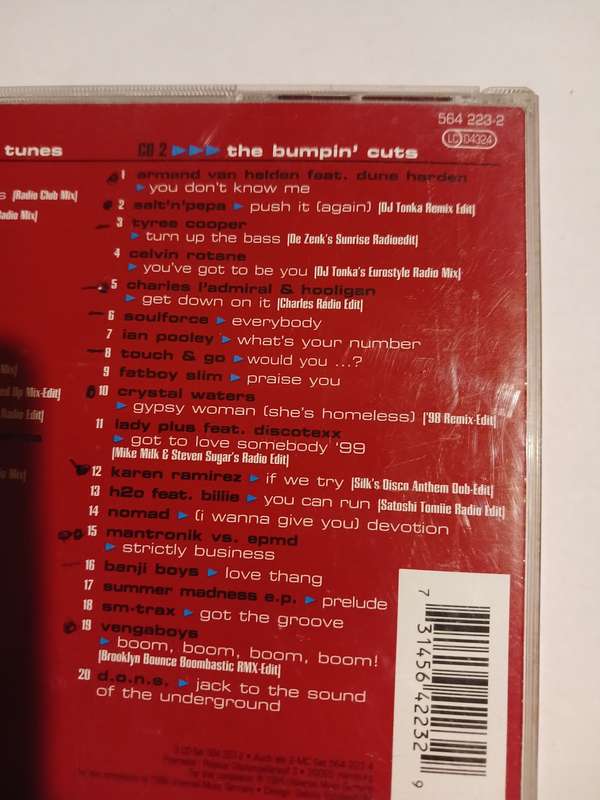 tunes
[Radio Club Mix]
Radio Mix]
Mix]
Mix-Edit]
Radio Edit]
564 223-2
LC 04324
CD 2 ►►► the bumpin' cuts
1 armand van helden feat. dune harden
► you don't know me
2 salt'n'pepa ► push it (again) [DJ Tonka Remix Edit]
3 tyree cooper
► turn up the bass [De Zenk's Sunrise Radioedit]
4 calvin rotane
► you've got to be you [DJ Tonka's Eurostyle Radio Mix]
5 charles l'admiral & hooligan
► get down on it [Charles Radio Edit]
6 soulforce ► everybody
7 ian pooley ► what's your number
8 touch & go ► would you ...?
9 fatboy slim ► praise you
10 crystal waters
► gypsy woman (she's homeless) ['98 Remix-Edit]
11 lady plus feat. discotexx
► got to love somebody '99
[Mike Milk & Steven Sugar's Radio Edit]
12 karen ramirez ► if we try [Silk's Disco Anthem Dub-Edit]
13 h2o feat. billie ► you can run [Satoshi Tomiie Radio Edit]
14 nomad ► (i wanna give you) devotion
15 mantronik vs. epmd
► strictly business
16 benji boys ► love thang
17 summer madness e.p. ► prelude
18 sm-trax ► got the groove
19 vengaboys
► boom, boom, boom, boom!
[Brooklyn Bounce Boombastic RMX-Edit]
20 d.o.n.s. ► jack to the sound
of the underground
7 31456 42232 9